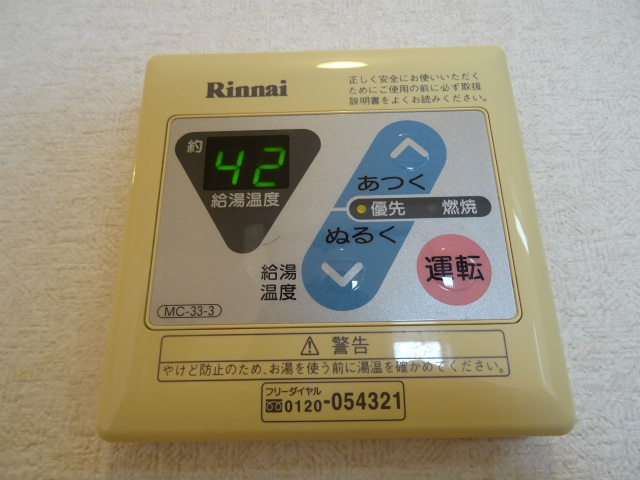 Rinnai
正しく安全にお使いいただく
ためにご使用の前に必ず取扱
説明書をよくお読みください。
約
42
給湯温度
あつく
優先 燃焼
ぬるく
給湯
温度
運転
MC-33-3
⚠ 警告
やけど防止のため、お湯を使う前に湯温を確かめてください。
フリーダイヤル
0120-054321